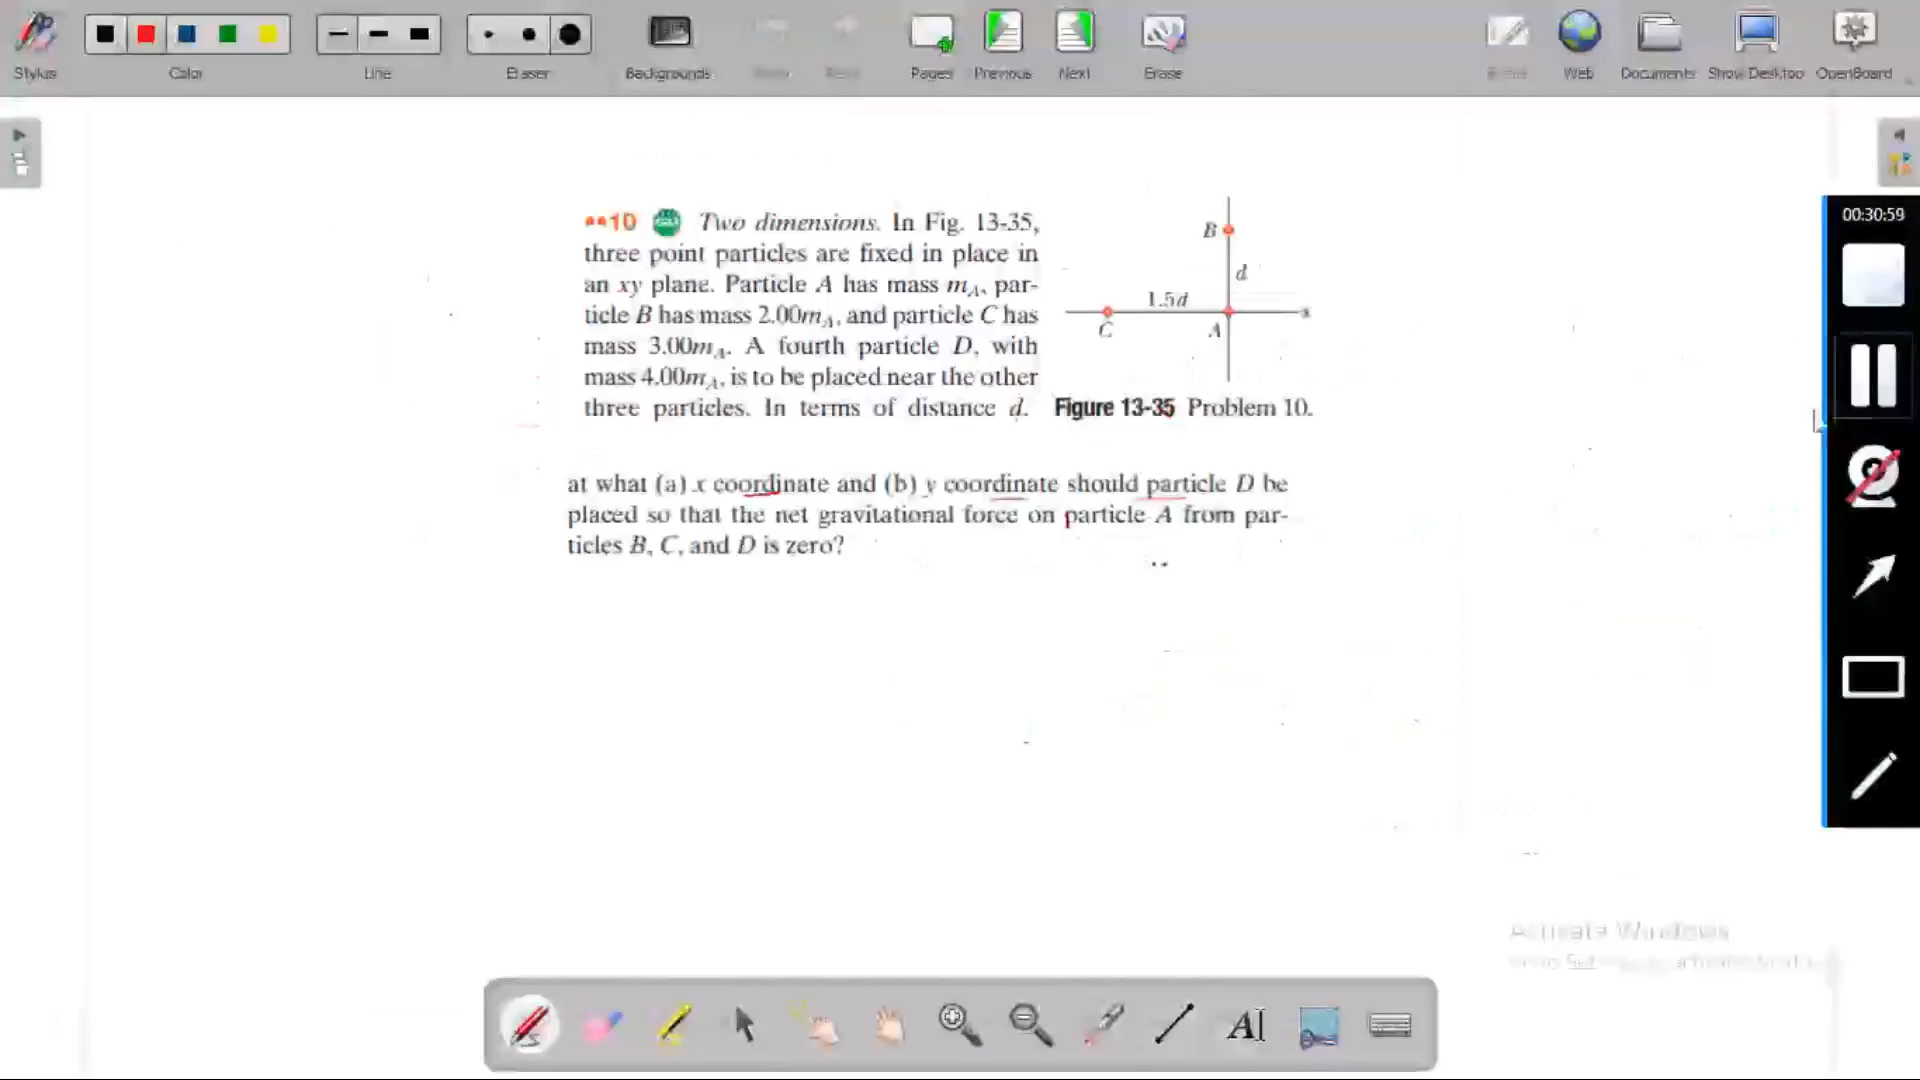 Stylus
Color
Line
Eraser
Backgrounds
Pages
Previous
Next
Erase
Web
Documents
Show Desktop
OpenBoard
00:30:59
••10 Two dimensions. In Fig. 13-35,
three point particles are fixed in place in
an xy plane. Particle A has mass mA, par-
ticle B has mass 2.00mA, and particle C has
mass 3.00mA. A fourth particle D, with
mass 4.00mA, is to be placed near the other
three particles. In terms of distance d,
B
d
1.5d
C
A
x
Figure 13-35 Problem 10.
at what (a) x coordinate and (b) y coordinate should particle D be
placed so that the net gravitational force on particle A from par-
ticles B, C, and D is zero?
Activate Windows
AI